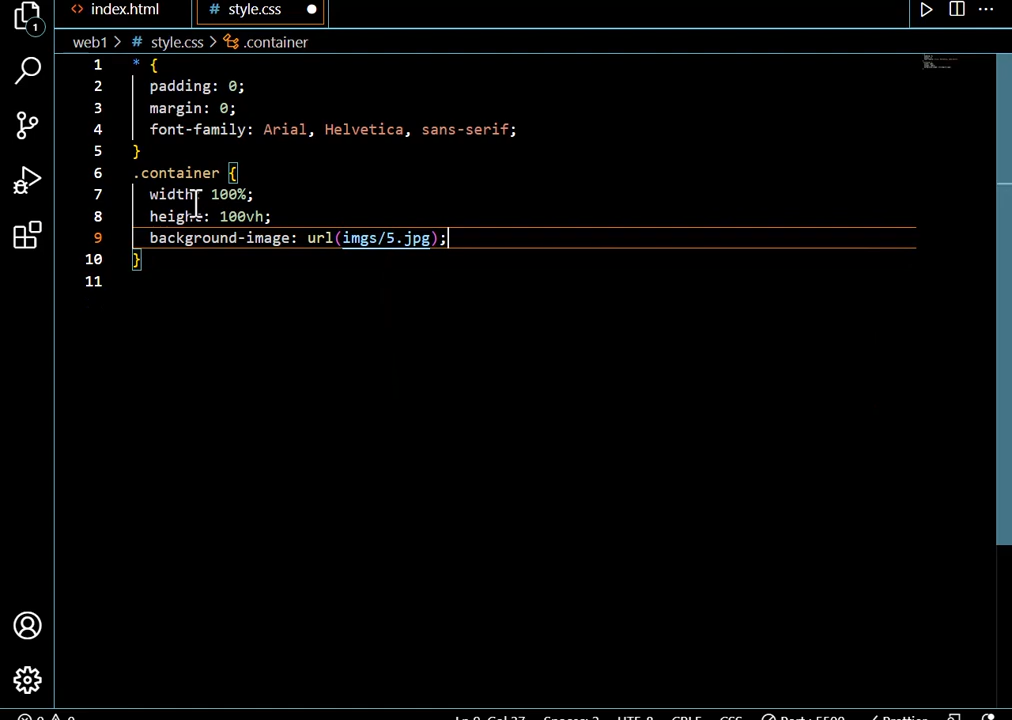 index.html style.css
web1 > # style.css > .container
1 * {
2 padding: 0;
3 margin: 0;
4 font-family: Arial, Helvetica, sans-serif;
5 }
6 .container {
7 width: 100%;
8 height: 100vh;
9 background-image: url(imgs/5.jpg);
10 }
11
1